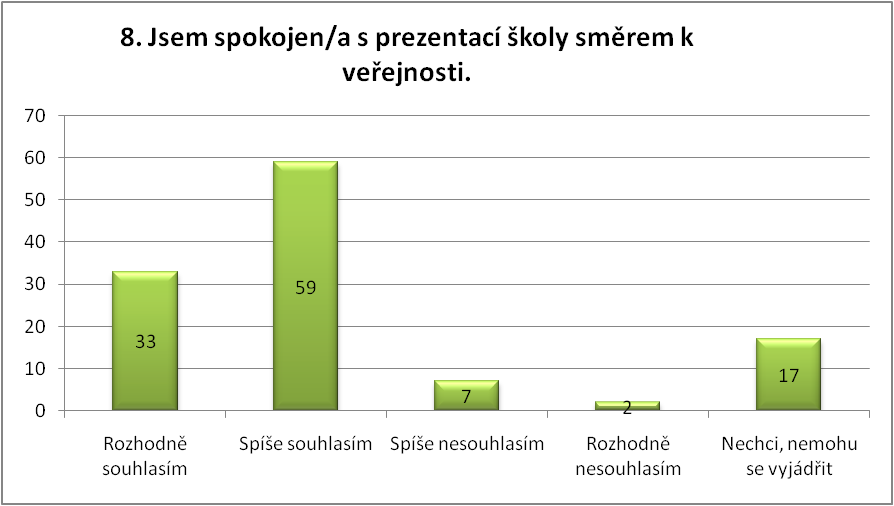 8. Jsem spokojen/a s prezentací školy směrem k
veřejnosti.
70
60
50
40
30
20
10
0
33
59
7
2
17
Rozhodně
souhlasím
Spíše souhlasím
Spíše nesouhlasím
Rozhodně
nesouhlasím
Nechci, nemohu
se vyjádřit